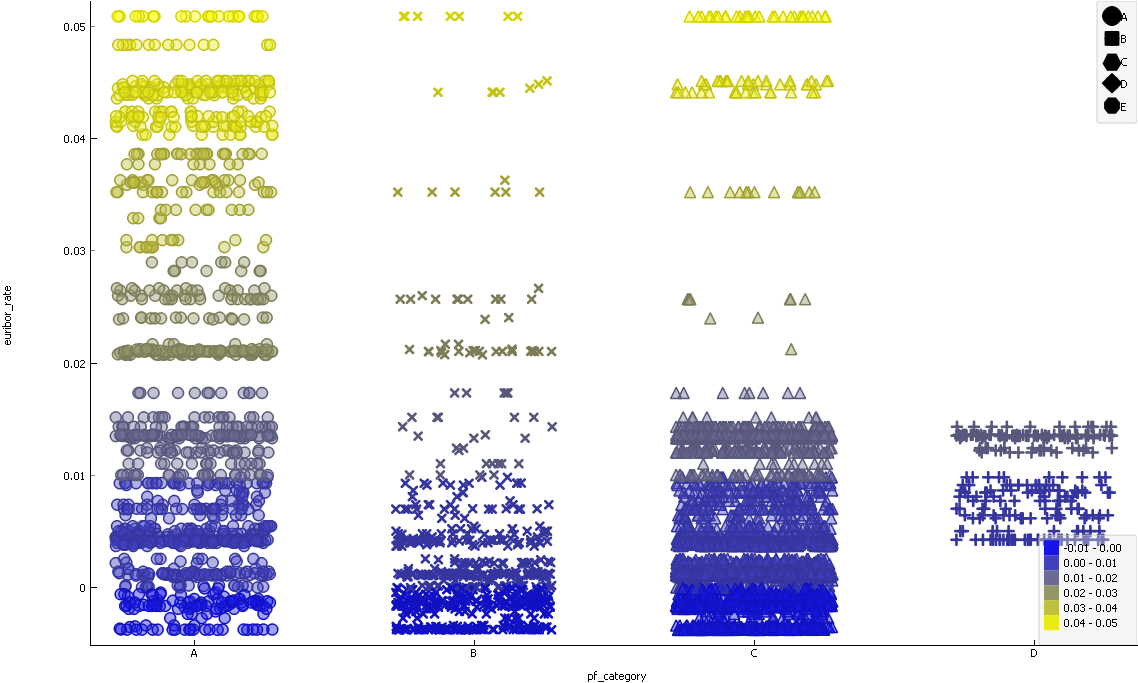 0.05
0.04
0.03
0.02
0.01
0
euribor_rate
A
B
C
D
pf_category
A
B
C
D
E
-0.01 - 0.00
0.00 - 0.01
0.01 - 0.02
0.02 - 0.03
0.03 - 0.04
0.04 - 0.05